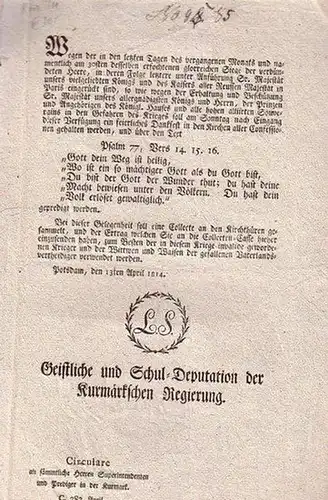 Wegen der in den letzten Tagen des vergangenen Monats und na-
mentlich am 30sten desselben erfochtenen glorreichen Siege der verbün-
deten Heere, in deren Folge letztere unter Anführung Sr. Majestät
unsers vielgeliebten Königs und des Kaisers aller Reussen Majestät in
Paris eingerückt sind, so wie wegen der Erhaltung und Beschützung
Sr. Majestät unsers allergnädigsten Königs und Herrn, der Prinzen
und Angehörigen des Königl. Hauses und aller hohen alliirten Souwe-
rains in den Gefahren des Krieges soll am Sonntag nach Eingang
dieser Verfügung ein feierliches Dankfest in den Kirchen aller Confessio-
nen gehalten werden, und über den Text
Psalm 77, Vers 14. 15. 16.
„Gott dein Weg ist heilig,
„Wo ist ein so mächtiger Gott als du Gott bist,
„Du bist der Gott der Wunder thut; du hast deine
„Macht bewiesen unter den Völkern. Du hast dein
„Volk erlöset gewaltiglich."
gepredigt werden.
Bei dieser Gelegenheit soll eine Collecte an den Kirchthüren ge-
sammelt, und der Ertrag welchen Sie an die Collecten-Casse hieher
einzusenden haben, zum Besten der in diesem Kriege invalide geworde-
nen Krieger und der Wittwen und Waisen der gefallenen Vaterlands-
vertheidiger verwendet werden.
Potsdam, den 13ten April 1814.
L.S.
Geistliche und Schul-Deputation der
Kurmärkschen Regierung.
Circulare
an sämmtliche Herren Superintendenten
und Prediger in der Kurmark.
C. 282. April